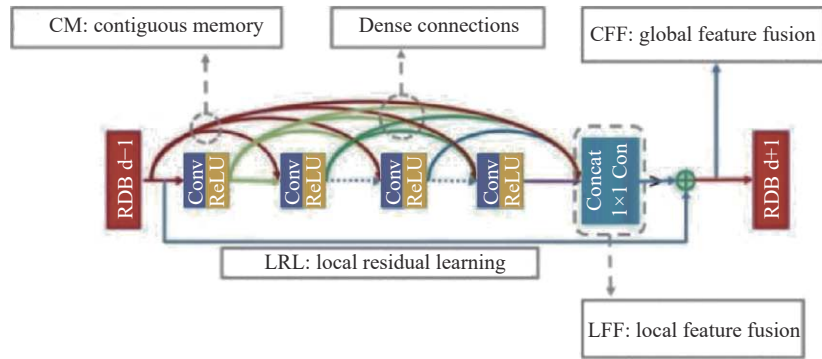 CM: contiguous memory
Dense connections
CFF: global feature fusion
RDB d−1
Conv
ReLU
Conv
ReLU
Conv
ReLU
Conv
ReLU
Concat
1×1 Con
RDB d+1
LRL: local residual learning
LFF: local feature fusion